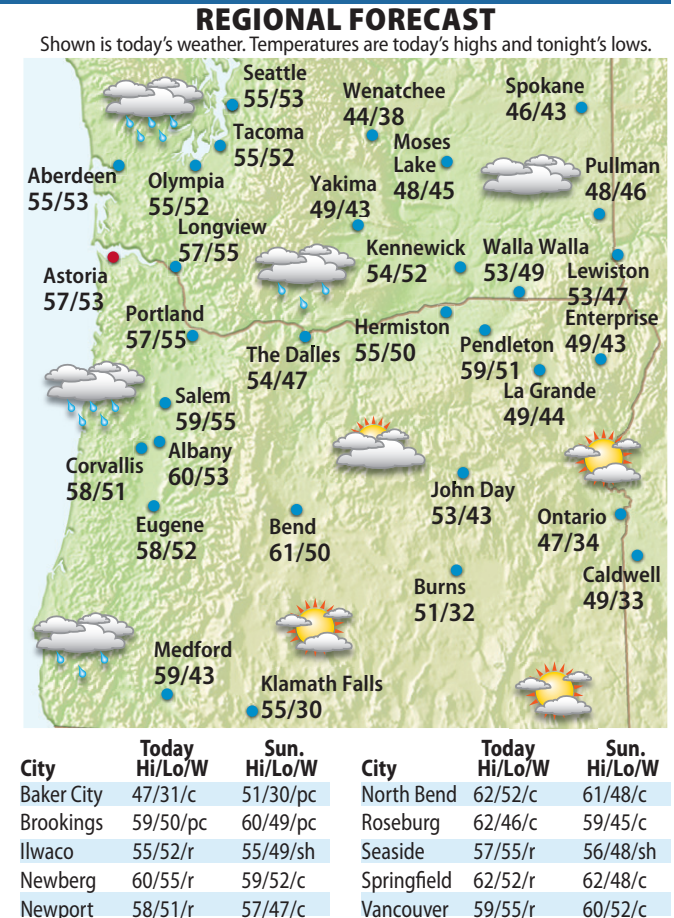 REGIONAL FORECAST
Shown is today's weather. Temperatures are today's highs and tonight's lows.
Seattle
55/53
Wenatchee
44/38
Spokane
46/43
Tacoma
55/52
Moses
Lake
48/45
Pullman
48/46
Aberdeen
55/53
Olympia
55/52
Yakima
49/43
Longview
57/55
Kennewick
54/52
Walla Walla
53/49
Lewiston
53/47
Astoria
57/53
Portland
57/55
The Dalles
54/47
Hermiston
55/50
Pendleton
59/51
Enterprise
49/43
La Grande
49/44
Salem
59/55
Albany
60/53
Corvallis
58/51
Eugene
58/52
Bend
61/50
John Day
53/43
Ontario
47/34
Caldwell
49/33
Burns
51/32
Medford
59/43
Klamath Falls
55/30
Today Sun.
City Hi/Lo/W Hi/Lo/W
Baker City 47/31/c 51/30/pc
Brookings 59/50/pc 60/49/pc
Ilwaco 55/52/r 55/49/sh
Newberg 60/55/r 59/52/c
Newport 58/51/r 57/47/c
Today Sun.
City Hi/Lo/W Hi/Lo/W
North Bend 62/52/c 61/48/c
Roseburg 62/46/c 59/45/c
Seaside 57/55/r 56/48/sh
Springfield 62/52/r 62/48/c
Vancouver 59/55/r 60/52/c